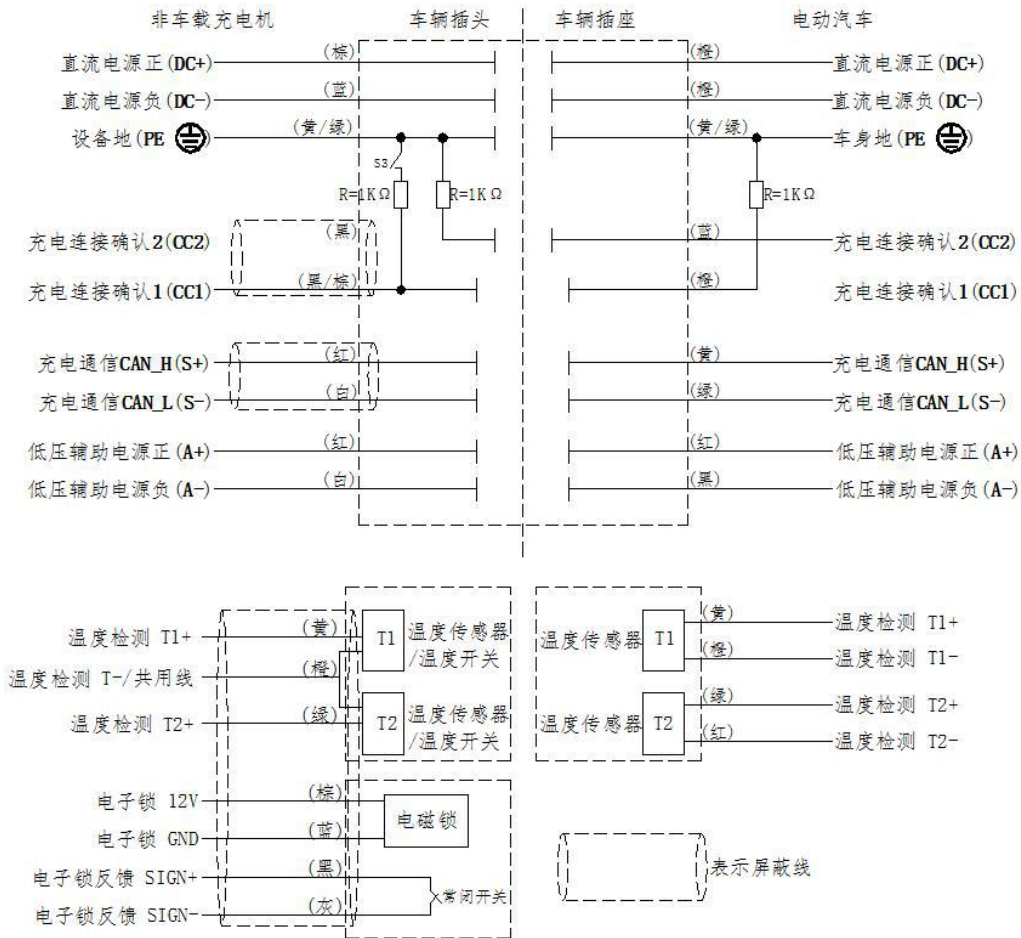 非车载充电机 车辆插头 车辆插座 电动汽车
直流电源正(DC+) (棕) (橙) 直流电源正(DC+)
直流电源负(DC-) (蓝) (橙) 直流电源负(DC-)
设备地(PE) (黄/绿) (黄/绿) 车身地(PE)
S3
R=1KΩ R=1KΩ R=1KΩ
充电连接确认2(CC2) (黑) (蓝) 充电连接确认2(CC2)
充电连接确认1(CC1) (黑/棕) (橙) 充电连接确认1(CC1)
充电通信CAN_H(S+) (红) (黄) 充电通信CAN_H(S+)
充电通信CAN_L(S-) (白) (绿) 充电通信CAN_L(S-)
低压辅助电源正(A+) (红) (红) 低压辅助电源正(A+)
低压辅助电源负(A-) (白) (黑) 低压辅助电源负(A-)
温度检测 T1+ (黄) T1 温度传感器 温度传感器 T1 (黄) 温度检测 T1+
/温度开关
温度检测 T-/共用线 (橙) (橙) 温度检测 T1-
温度检测 T2+ (绿) T2 温度传感器 温度传感器 T2 (绿) 温度检测 T2+
/温度开关 (红) 温度检测 T2-
电子锁 12V (棕) 电磁锁
电子锁 GND (蓝)
电子锁反馈 SIGN+ (黑) 常闭开关 表示屏蔽线
电子锁反馈 SIGN- (灰)